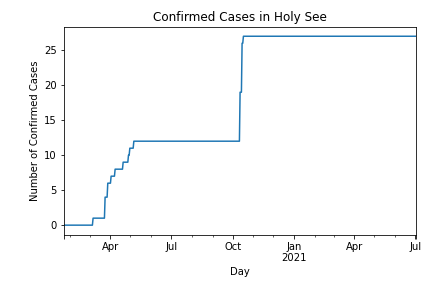 Confirmed Cases in Holy See
Number of Confirmed Cases
25
20
15
10
5
0
Apr
Jul
Oct
Jan
2021
Apr
Jul
Day